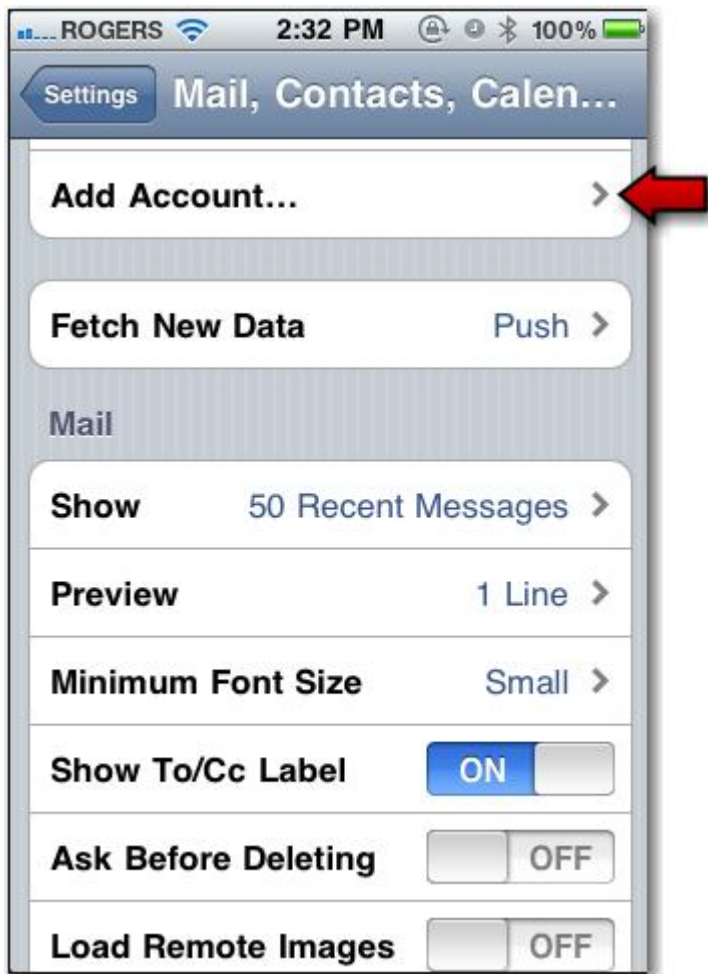 ROGERS 2:32 PM 100%
Settings Mail, Contacts, Calen...
Add Account...
Fetch New Data Push
Mail
Show 50 Recent Messages
Preview 1 Line
Minimum Font Size Small
Show To/Cc Label ON
Ask Before Deleting OFF
Load Remote Images OFF